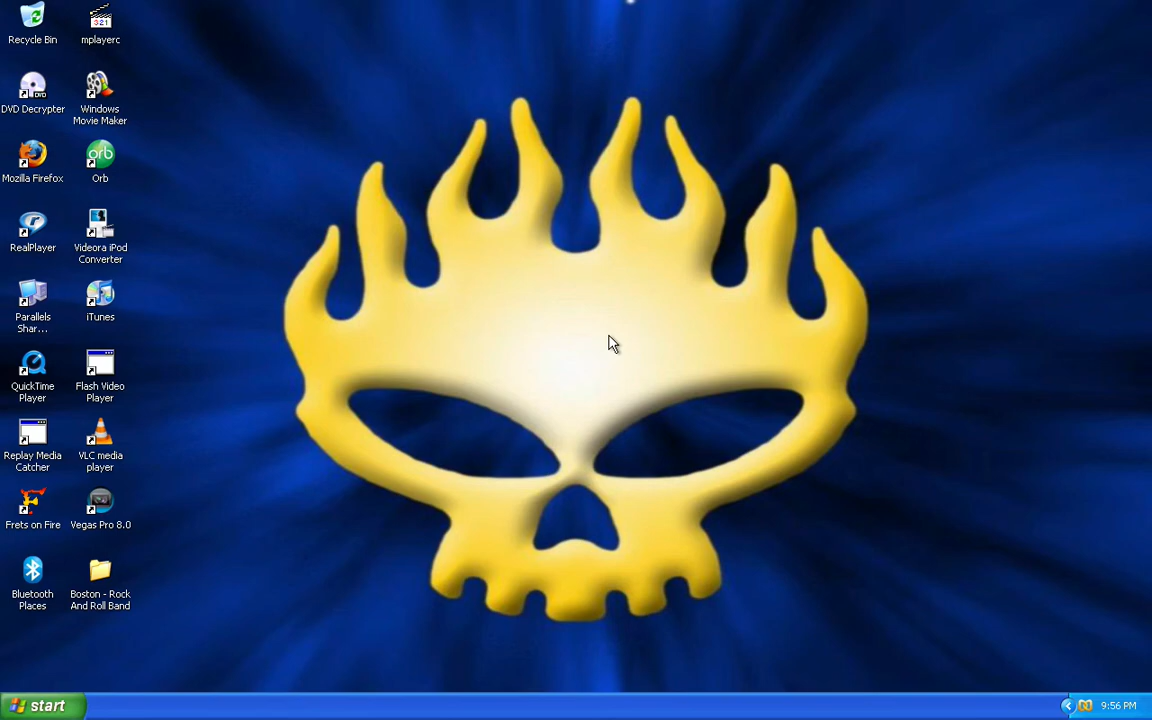 Recycle Bin
mplayerc
DVD Decrypter
Windows
Movie Maker
Mozilla Firefox
Orb
RealPlayer
Videora iPod
Converter
Parallels
Shar...
iTunes
QuickTime
Player
Flash Video
Player
Replay Media
Catcher
VLC media
player
Frets on Fire
Vegas Pro 8.0
Bluetooth
Places
Boston - Rock
And Roll Band
start
9:56 PM